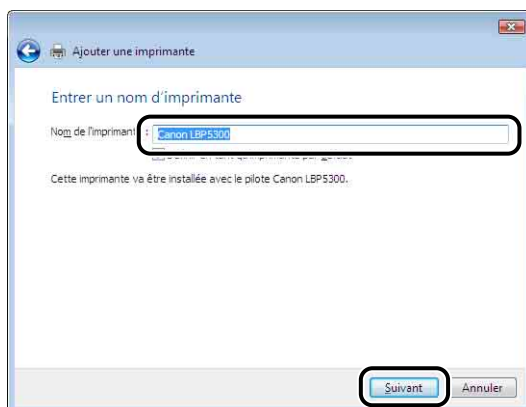 Ajouter une imprimante
Entrer un nom d'imprimante
Nom de l'imprimant : Canon LBP5300
Cette imprimante va être installée avec le pilote Canon LBP5300.
Suivant Annuler